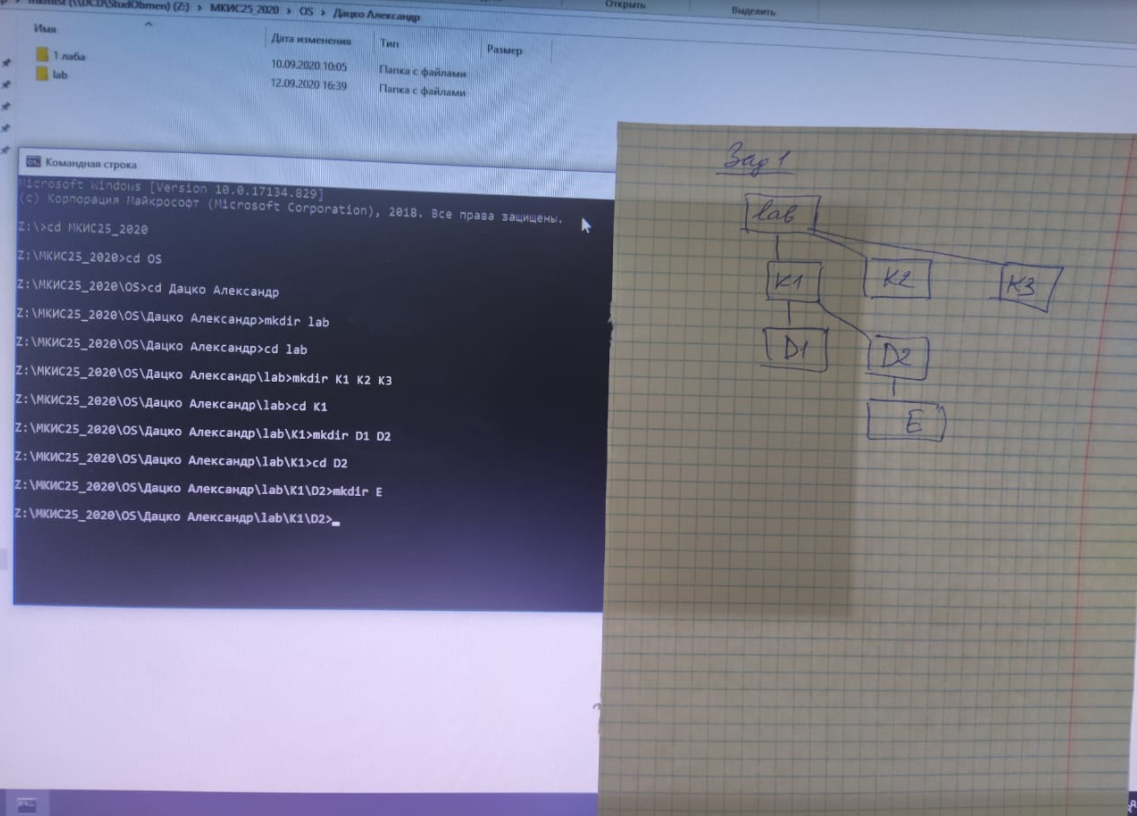 (\\DCD\StudObmen) (Z:) › МКИС25_2020 › OS › Дацко Александр
Открыть
Выделить
Имя
Дата изменения
Тип
Размер
1 лаба
10.09.2020 10:05
Папка с файлами
lab
12.09.2020 16:39
Папка с файлами
Командная строка
Microsoft Windows [Version 10.0.17134.829]
(c) Корпорация Майкрософт (Microsoft Corporation), 2018. Все права защищены.
Z:\>cd МКИС25_2020
Z:\МКИС25_2020>cd OS
Z:\МКИС25_2020\OS>cd Дацко Александр
Z:\МКИС25_2020\OS\Дацко Александр>mkdir lab
Z:\МКИС25_2020\OS\Дацко Александр>cd lab
Z:\МКИС25_2020\OS\Дацко Александр\lab>mkdir K1 K2 K3
Z:\МКИС25_2020\OS\Дацко Александр\lab>cd K1
Z:\МКИС25_2020\OS\Дацко Александр\lab\K1>mkdir D1 D2
Z:\МКИС25_2020\OS\Дацко Александр\lab\K1>cd D2
Z:\МКИС25_2020\OS\Дацко Александр\lab\K1\D2>mkdir E
Z:\МКИС25_2020\OS\Дацко Александр\lab\K1\D2>
Зад 1
lab
K1 K2 K3
D1 D2
E